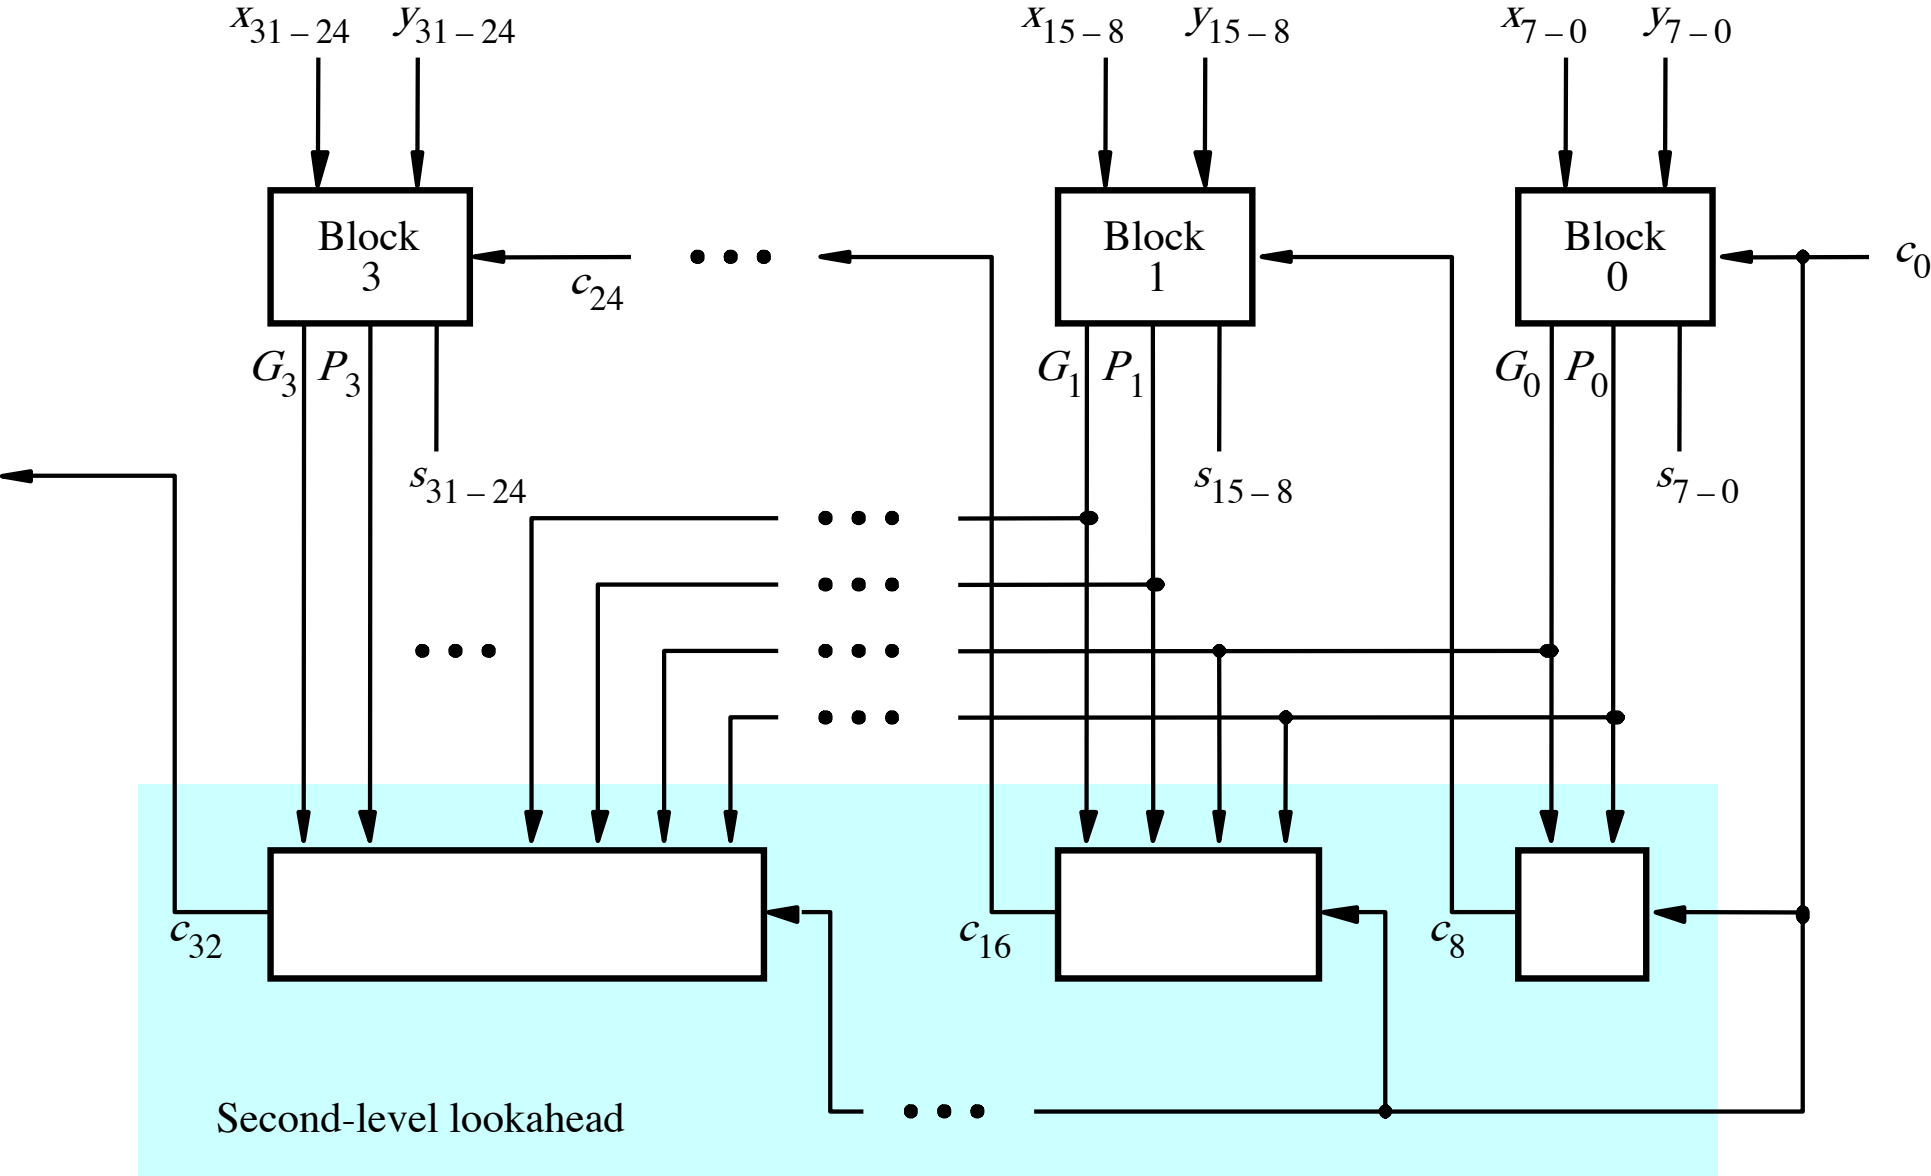 x31–24 y31–24 x15–8 y15–8 x7–0 y7–0
Block
3
Block
1
Block
0
c24
c0
G3 P3 G1 P1 G0 P0
s31–24 s15–8 s7–0
c32 c16 c8
Second-level lookahead